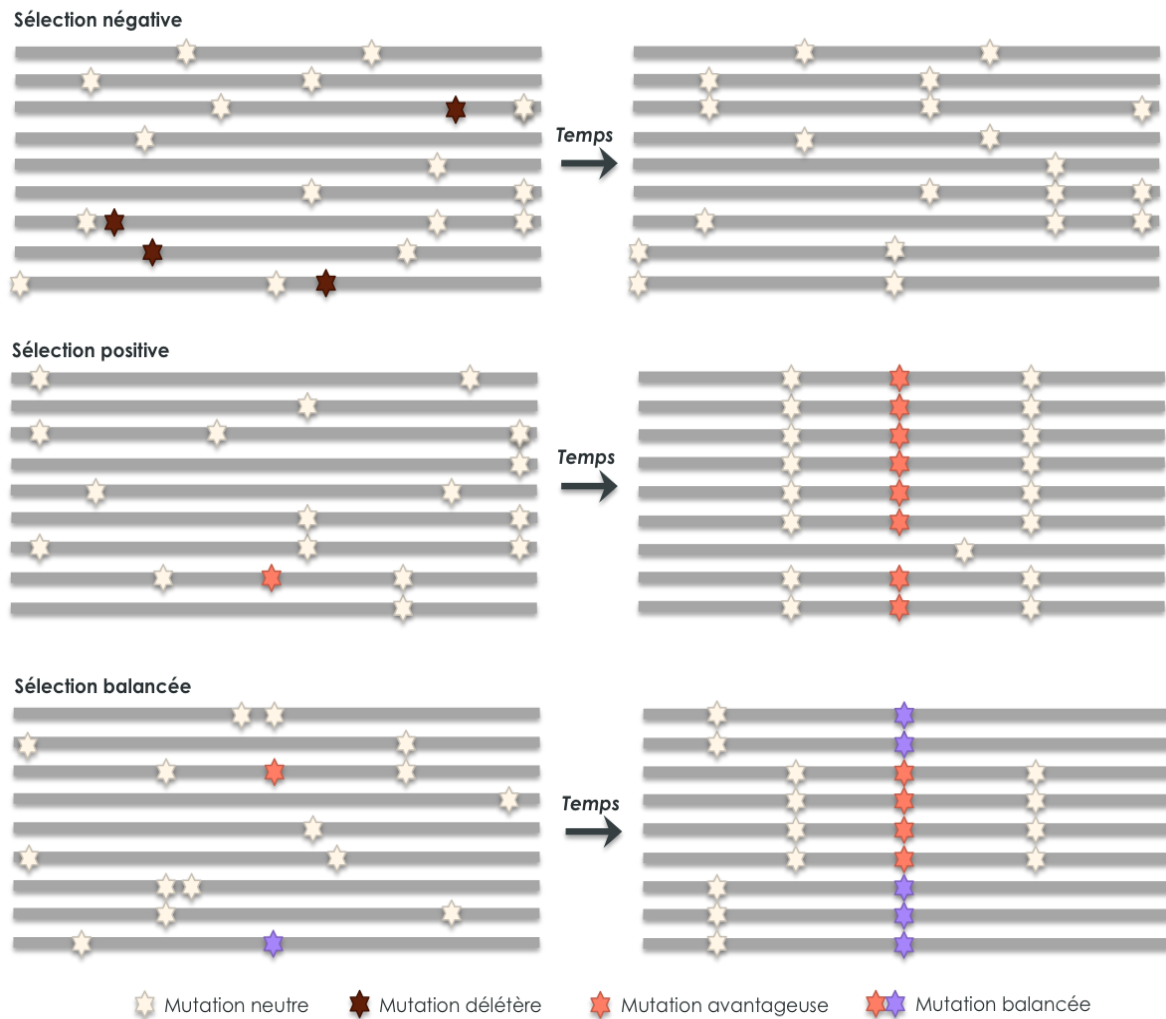 Sélection négative
Temps
Sélection positive
Temps
Sélection balancée
Temps
Mutation neutre
Mutation délétère
Mutation avantageuse
Mutation balancée